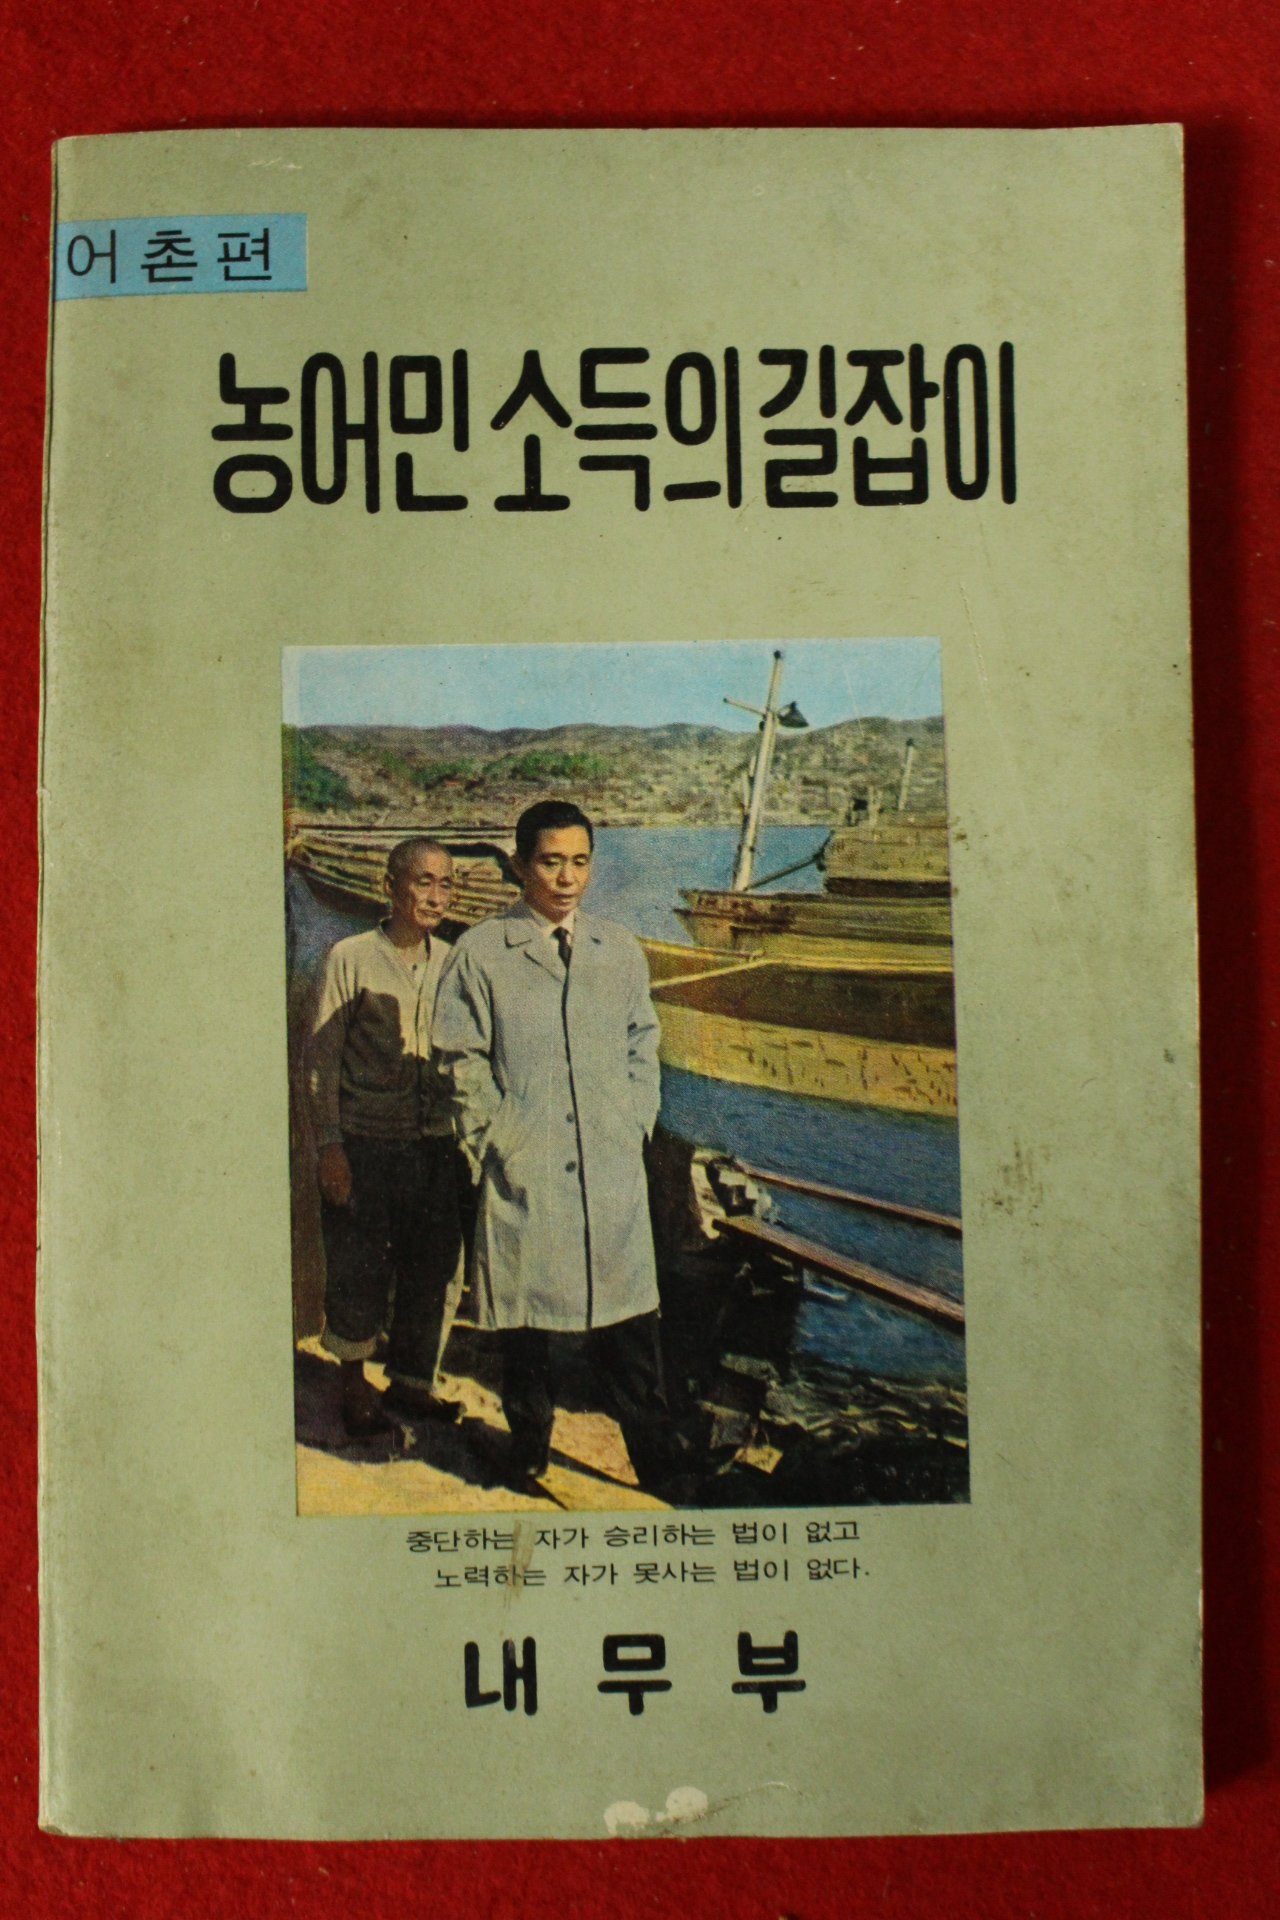 어촌편
농어민 소득의 길잡이
중단하는 자가 승리하는 법이 없고
노력하는 자가 못사는 법이 없다.
내무부